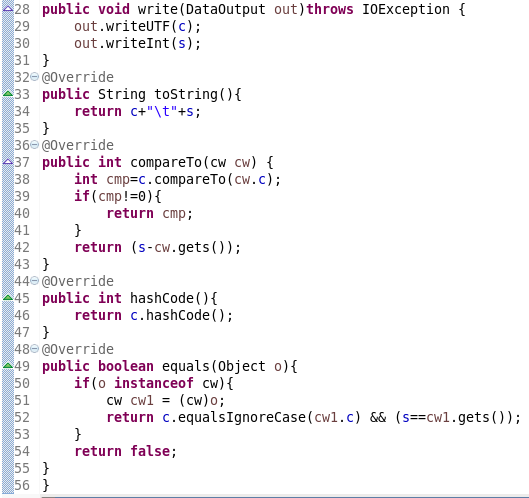 28 public void write(DataOutput out)throws IOException {
29     out.writeUTF(c);
30     out.writeInt(s);
31 }
32 @Override
33 public String toString(){
34     return c+"\t"+s;
35 }
36 @Override
37 public int compareTo(cw cw) {
38     int cmp=c.compareTo(cw.c);
39     if(cmp!=0){
40         return cmp;
41     }
42     return (s-cw.gets());
43 }
44 @Override
45 public int hashCode(){
46     return c.hashCode();
47 }
48 @Override
49 public boolean equals(Object o){
50     if(o instanceof cw){
51         cw cw1 = (cw)o;
52         return c.equalsIgnoreCase(cw1.c) && (s==cw1.gets());
53     }
54     return false;
55 }
56 }